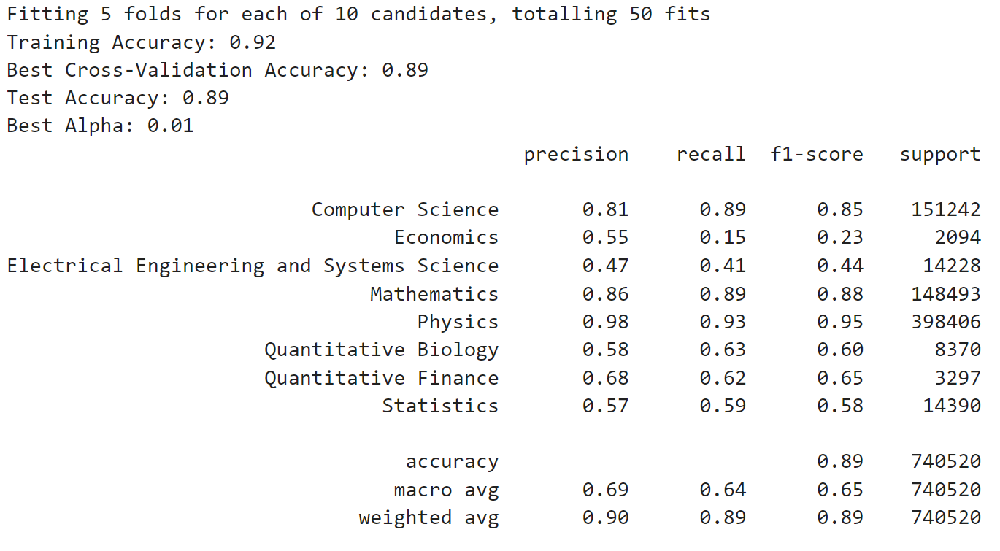 Fitting 5 folds for each of 10 candidates, totalling 50 fits
Training Accuracy: 0.92
Best Cross-Validation Accuracy: 0.89
Test Accuracy: 0.89
Best Alpha: 0.01
precision recall f1-score support
Computer Science 0.81 0.89 0.85 151242
Economics 0.55 0.15 0.23 2094
Electrical Engineering and Systems Science 0.47 0.41 0.44 14228
Mathematics 0.86 0.89 0.88 148493
Physics 0.98 0.93 0.95 398406
Quantitative Biology 0.58 0.63 0.60 8370
Quantitative Finance 0.68 0.62 0.65 3297
Statistics 0.57 0.59 0.58 14390
accuracy 0.89 740520
macro avg 0.69 0.64 0.65 740520
weighted avg 0.90 0.89 0.89 740520